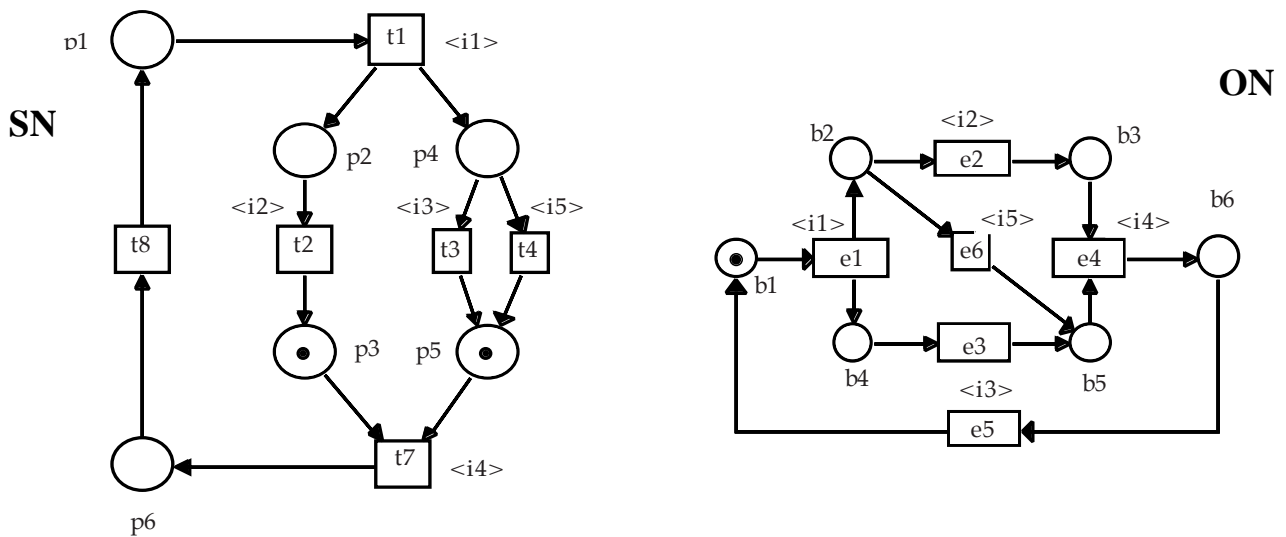 SN
p1
t1
<i1>
p2
p4
<i2>
<i3>
<i5>
t8
t2
t3
t4
p3
p5
t7
<i4>
p6
ON
b2
<i2>
e2
b3
<i1>
<i5>
<i4>
b6
e1
e6
e4
b1
b4
e3
b5
<i3>
e5